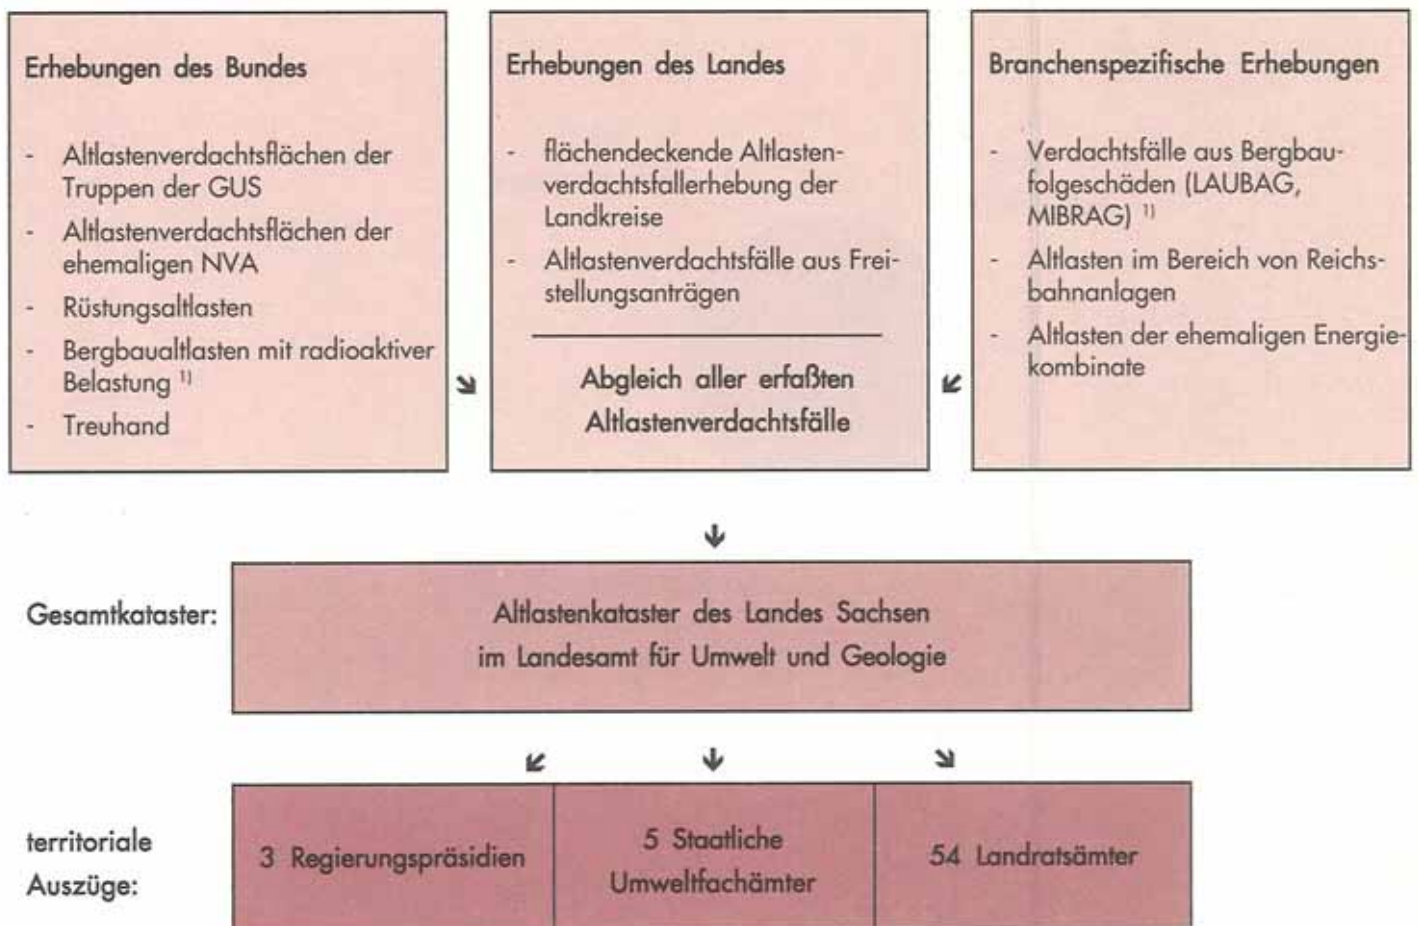 Erhebungen des Bundes
- Altlastenverdachtsflächen der
Truppen der GUS
- Altlastenverdachtsflächen der
ehemaligen NVA
- Rüstungsaltlasten
- Bergbaualtlasten mit radioaktiver
Belastung 1)
- Treuhand
Erhebungen des Landes
- flächendeckende Altlasten-
verdachtsfallerhebung der
Landkreise
- Altlastenverdachtsfälle aus Frei-
stellungsanträgen
Abgleich aller erfaßten
Altlastenverdachtsfälle
Branchenspezifische Erhebungen
- Verdachtsfälle aus Bergbau-
folgeschäden (LAUBAG,
MIBRAG) 1)
- Altlasten im Bereich von Reichs-
bahnanlagen
- Altlasten der ehemaligen Energie-
kombinate
Gesamtkataster:
Altlastenkataster des Landes Sachsen
im Landesamt für Umwelt und Geologie
territoriale
Auszüge:
3 Regierungspräsidien
5 Staatliche
Umweltfachämter
54 Landratsämter